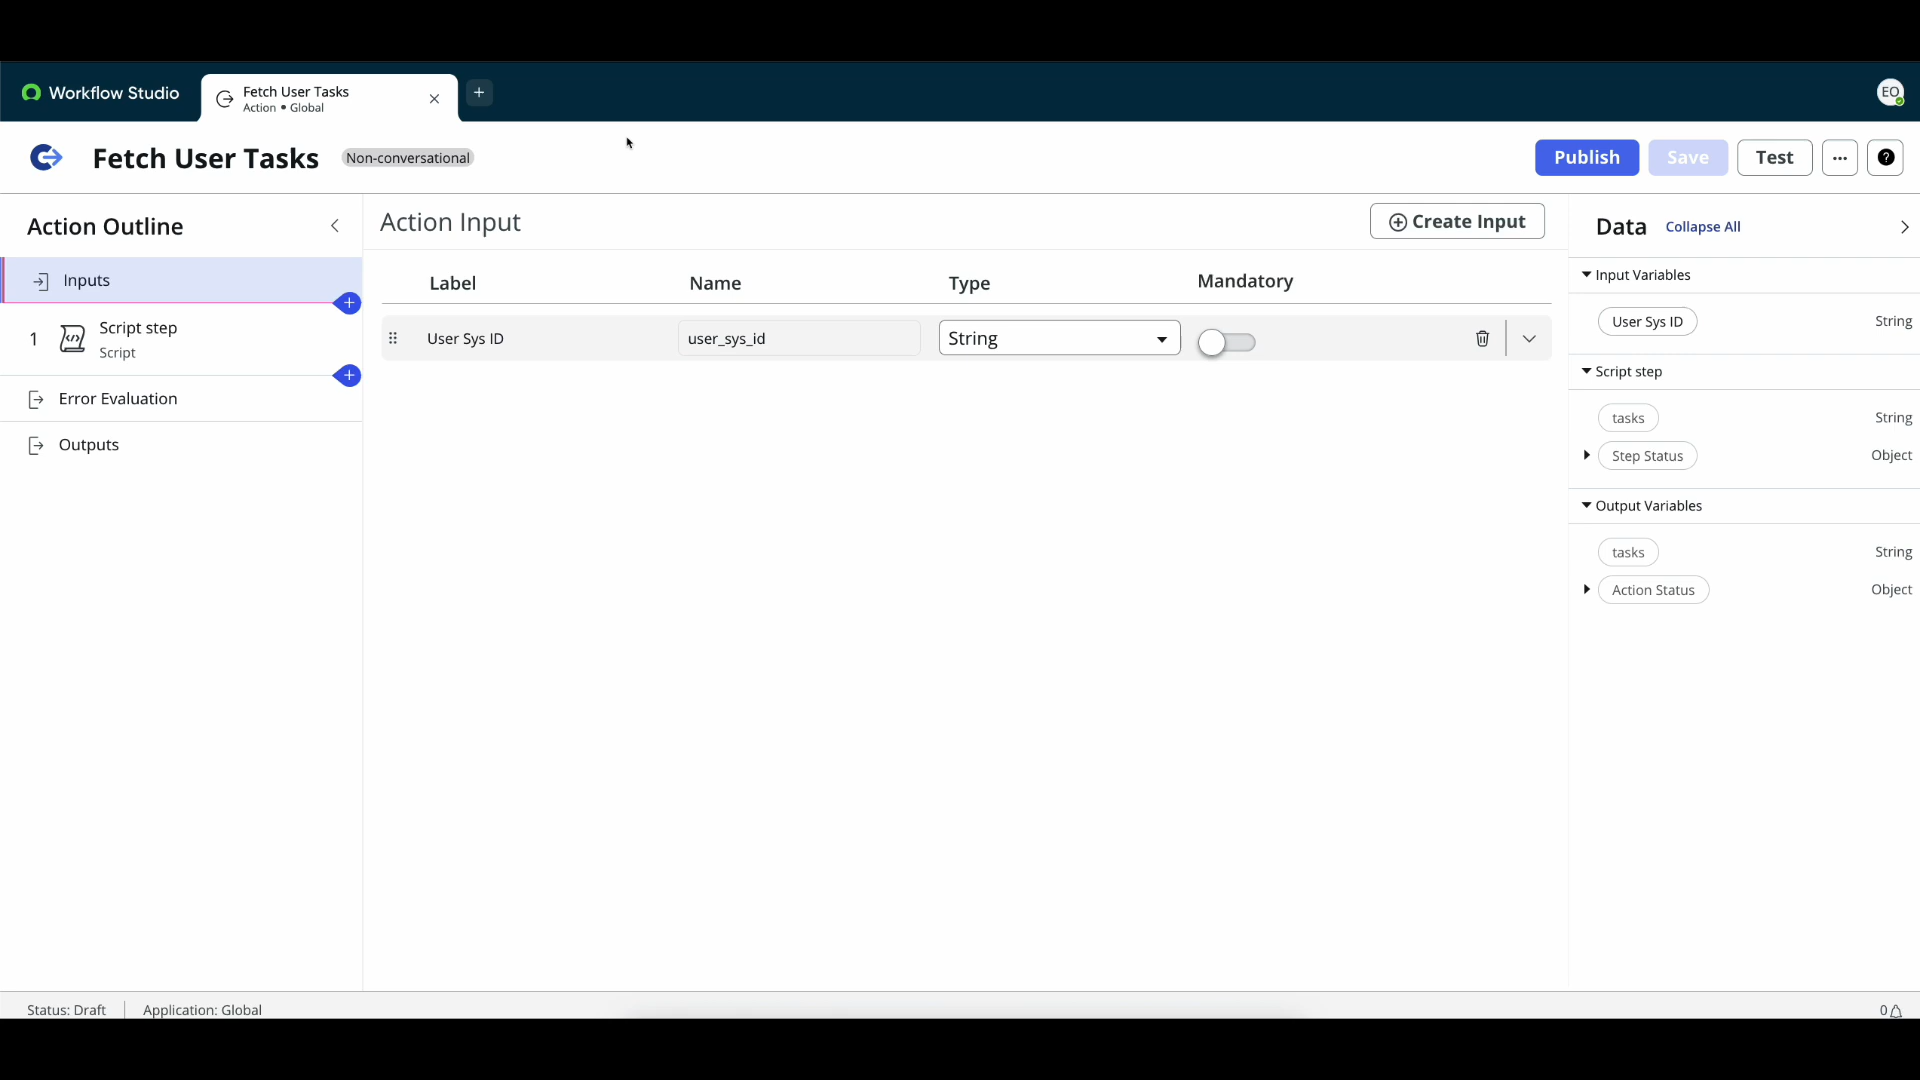 Workflow Studio
Fetch User Tasks
Action • Global
+
EO
Fetch User Tasks
Non-conversational
Publish
Save
Test
...
?
Action Outline
Inputs
+
1
Script step
Script
+
Error Evaluation
Outputs
Action Input
Create Input
Label Name Type Mandatory
User Sys ID user_sys_id String
Data Collapse All
Input Variables
User Sys ID String
Script step
tasks String
Step Status Object
Output Variables
tasks String
Action Status Object
Status: Draft Application: Global
0